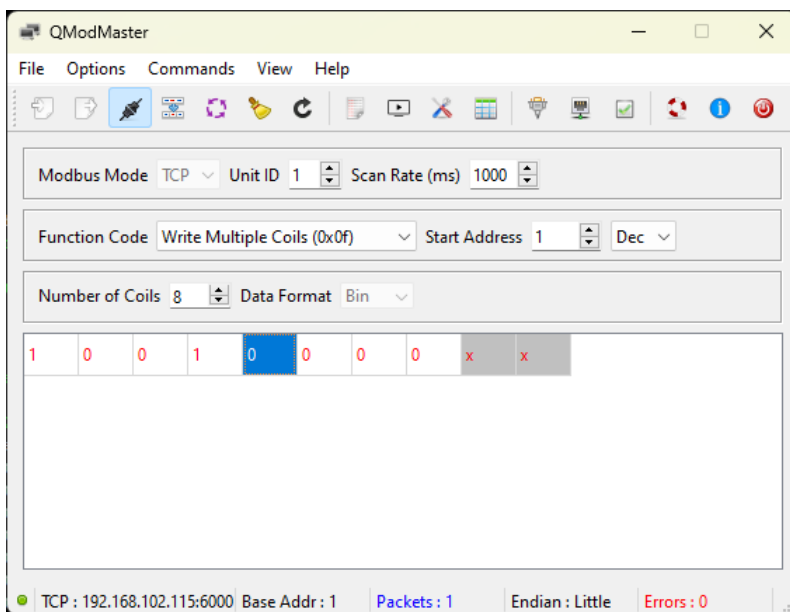 QModMaster
File Options Commands View Help
Modbus Mode TCP Unit ID 1 Scan Rate (ms) 1000
Function Code Write Multiple Coils (0x0f) Start Address 1 Dec
Number of Coils 8 Data Format Bin
1 0 0 1 0 0 0 0 x x
TCP : 192.168.102.115:6000 Base Addr : 1 Packets : 1 Endian : Little Errors : 0